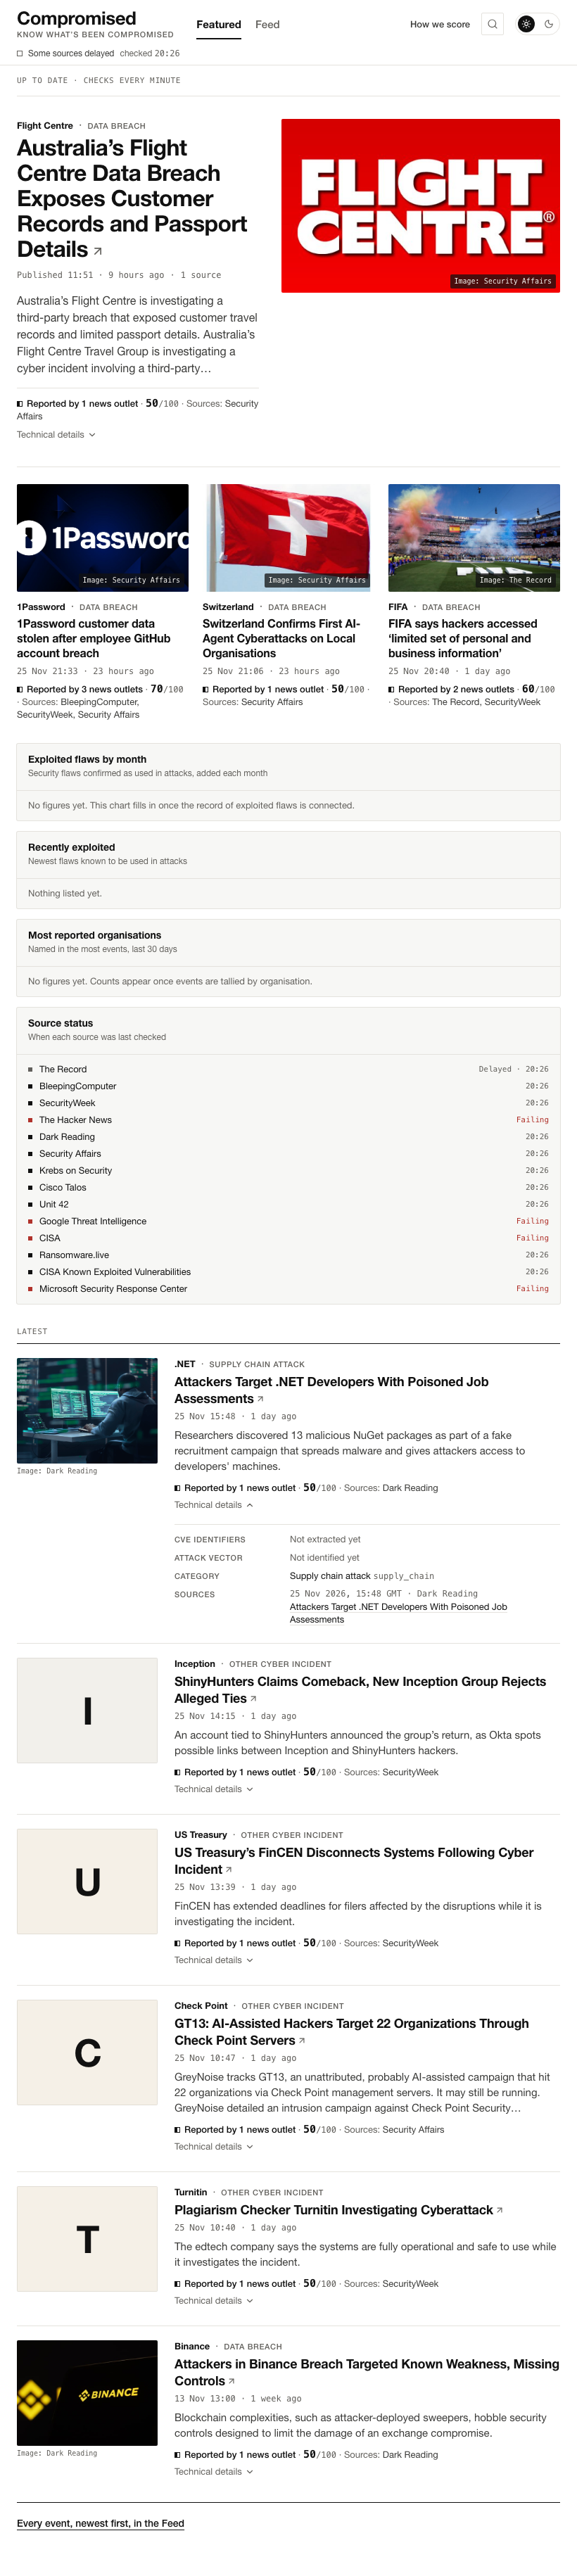 Compromised
KNOW WHAT'S BEEN COMPROMISED
Featured
Feed
How we score
Some sources delayed checked 20:26
UP TO DATE · CHECKS EVERY MINUTE
Flight Centre · DATA BREACH
Australia’s Flight
Centre Data Breach
Exposes Customer
Records and Passport
Details
Published 11:51 · 9 hours ago · 1 source
Australia’s Flight Centre is investigating a
third-party breach that exposed customer travel
records and limited passport details. Australia’s
Flight Centre Travel Group is investigating a
cyber incident involving a third-party…
Reported by 1 news outlet · 50/100 · Sources: Security
Affairs
Technical details
FLIGHT
CENTRE®
Image: Security Affairs
1Password
Image: Security Affairs
1Password · DATA BREACH
1Password customer data
stolen after employee GitHub
account breach
25 Nov 21:33 · 23 hours ago
Reported by 3 news outlets · 70/100
· Sources: BleepingComputer,
SecurityWeek, Security Affairs
Image: Security Affairs
Switzerland · DATA BREACH
Switzerland Confirms First AI-
Agent Cyberattacks on Local
Organisations
25 Nov 21:06 · 23 hours ago
Reported by 1 news outlet · 50/100 ·
Sources: Security Affairs
Image: The Record
FIFA · DATA BREACH
FIFA says hackers accessed
‘limited set of personal and
business information’
25 Nov 20:40 · 1 day ago
Reported by 2 news outlets · 60/100
· Sources: The Record, SecurityWeek
Exploited flaws by month
Security flaws confirmed as used in attacks, added each month
No figures yet. This chart fills in once the record of exploited flaws is connected.
Recently exploited
Newest flaws known to be used in attacks
Nothing listed yet.
Most reported organisations
Named in the most events, last 30 days
No figures yet. Counts appear once events are tallied by organisation.
Source status
When each source was last checked
The Record Delayed · 20:26
BleepingComputer 20:26
SecurityWeek 20:26
The Hacker News Failing
Dark Reading 20:26
Security Affairs 20:26
Krebs on Security 20:26
Cisco Talos 20:26
Unit 42 20:26
Google Threat Intelligence Failing
CISA Failing
Ransomware.live 20:26
CISA Known Exploited Vulnerabilities 20:26
Microsoft Security Response Center Failing
LATEST
Image: Dark Reading
.NET · SUPPLY CHAIN ATTACK
Attackers Target .NET Developers With Poisoned Job
Assessments
25 Nov 15:48 · 1 day ago
Researchers discovered 13 malicious NuGet packages as part of a fake
recruitment campaign that spreads malware and gives attackers access to
developers' machines.
Reported by 1 news outlet · 50/100 · Sources: Dark Reading
Technical details
CVE IDENTIFIERS Not extracted yet
ATTACK VECTOR Not identified yet
CATEGORY Supply chain attack supply_chain
SOURCES 25 Nov 2026, 15:48 GMT · Dark Reading
Attackers Target .NET Developers With Poisoned Job
Assessments
I
Inception · OTHER CYBER INCIDENT
ShinyHunters Claims Comeback, New Inception Group Rejects
Alleged Ties
25 Nov 14:15 · 1 day ago
An account tied to ShinyHunters announced the group’s return, as Okta spots
possible links between Inception and ShinyHunters hackers.
Reported by 1 news outlet · 50/100 · Sources: SecurityWeek
Technical details
U
US Treasury · OTHER CYBER INCIDENT
US Treasury’s FinCEN Disconnects Systems Following Cyber
Incident
25 Nov 13:39 · 1 day ago
FinCEN has extended deadlines for filers affected by the disruptions while it is
investigating the incident.
Reported by 1 news outlet · 50/100 · Sources: SecurityWeek
Technical details
C
Check Point · OTHER CYBER INCIDENT
GT13: AI-Assisted Hackers Target 22 Organizations Through
Check Point Servers
25 Nov 10:47 · 1 day ago
GreyNoise tracks GT13, an unattributed, probably AI-assisted campaign that hit
22 organizations via Check Point management servers. It may still be running.
GreyNoise detailed an intrusion campaign against Check Point Security…
Reported by 1 news outlet · 50/100 · Sources: Security Affairs
Technical details
T
Turnitin · OTHER CYBER INCIDENT
Plagiarism Checker Turnitin Investigating Cyberattack
25 Nov 10:40 · 1 day ago
The edtech company says the systems are fully operational and safe to use while
it investigates the incident.
Reported by 1 news outlet · 50/100 · Sources: SecurityWeek
Technical details
BINANCE
Image: Dark Reading
Binance · DATA BREACH
Attackers in Binance Breach Targeted Known Weakness, Missing
Controls
13 Nov 13:00 · 1 week ago
Blockchain complexities, such as attacker-deployed sweepers, hobble security
controls designed to limit the damage of an exchange compromise.
Reported by 1 news outlet · 50/100 · Sources: Dark Reading
Technical details
Every event, newest first, in the Feed